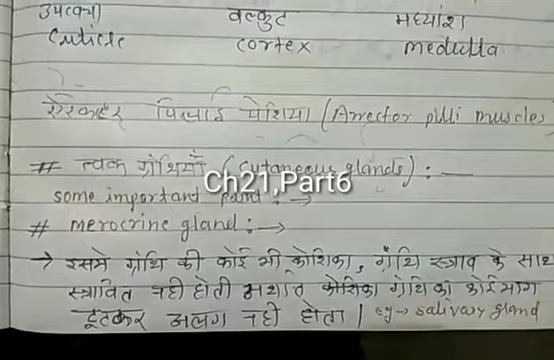 उपत्वचा वल्कुट मध्यांश
Cuticle cortex medulla
ऐरेक्टर पिलाई पेशिया (Arrector pilli muscles
# त्वक ग्रंथियाँ (cutaneous glands) : —
Ch21,Part6
some important point : →
# merocrine gland : →
→ इसमे ग्रंथि की कोई भी कोशिका, ग्रंथि स्त्राव के साथ
स्त्रावित नही होती अर्थात कोशिका ग्रंथि का कोई भाग
टूटकर अलग नही होता | eg → salivary gland